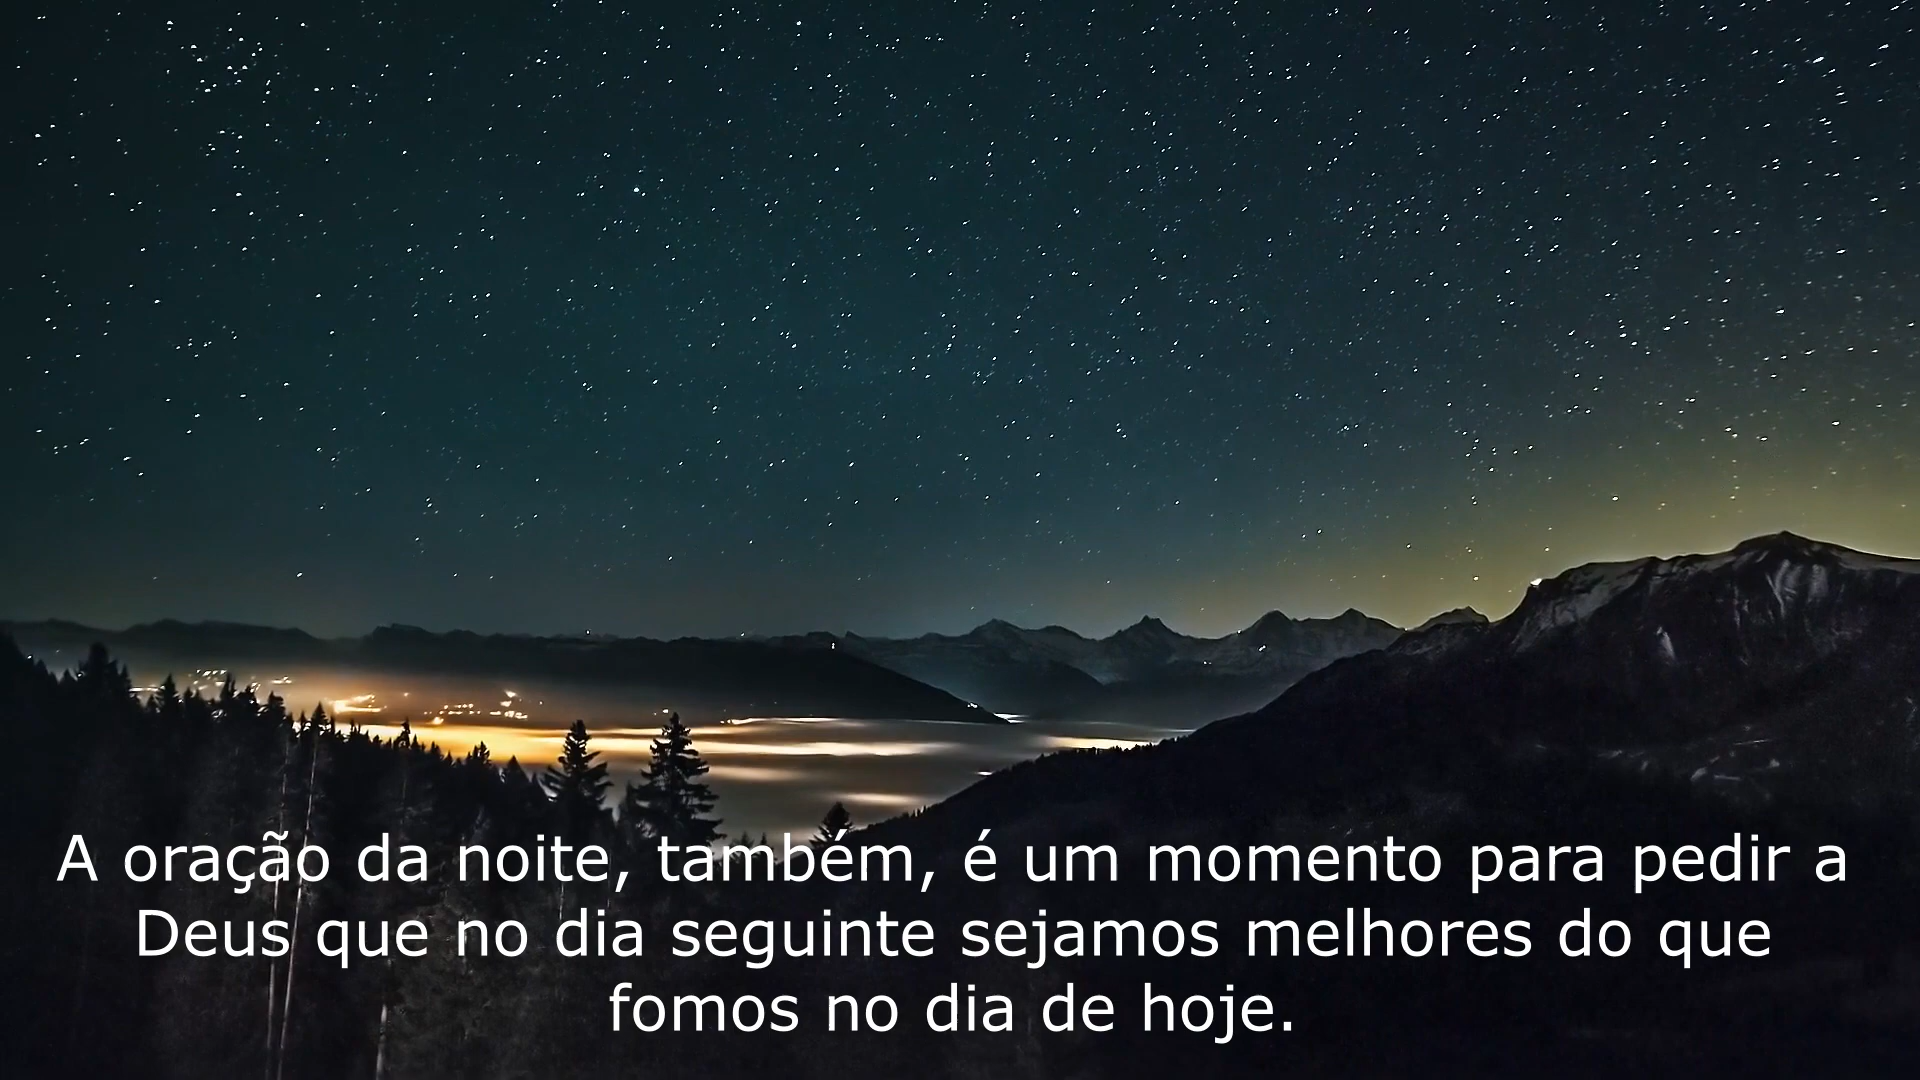 A oração da noite, também, é um momento para pedir a
Deus que no dia seguinte sejamos melhores do que
fomos no dia de hoje.